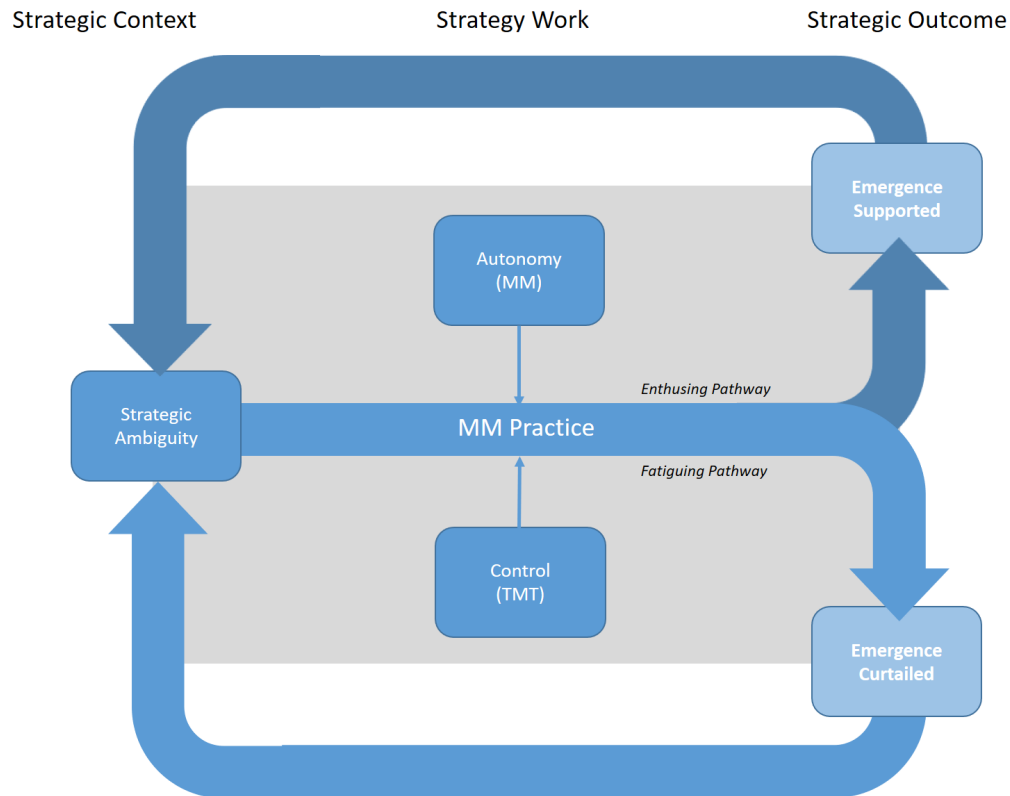 Strategic Context
Strategy Work
Strategic Outcome
Emergence
Supported
Autonomy
(MM)
Enthusing Pathway
Strategic
Ambiguity
MM Practice
Fatiguing Pathway
Control
(TMT)
Emergence
Curtailed